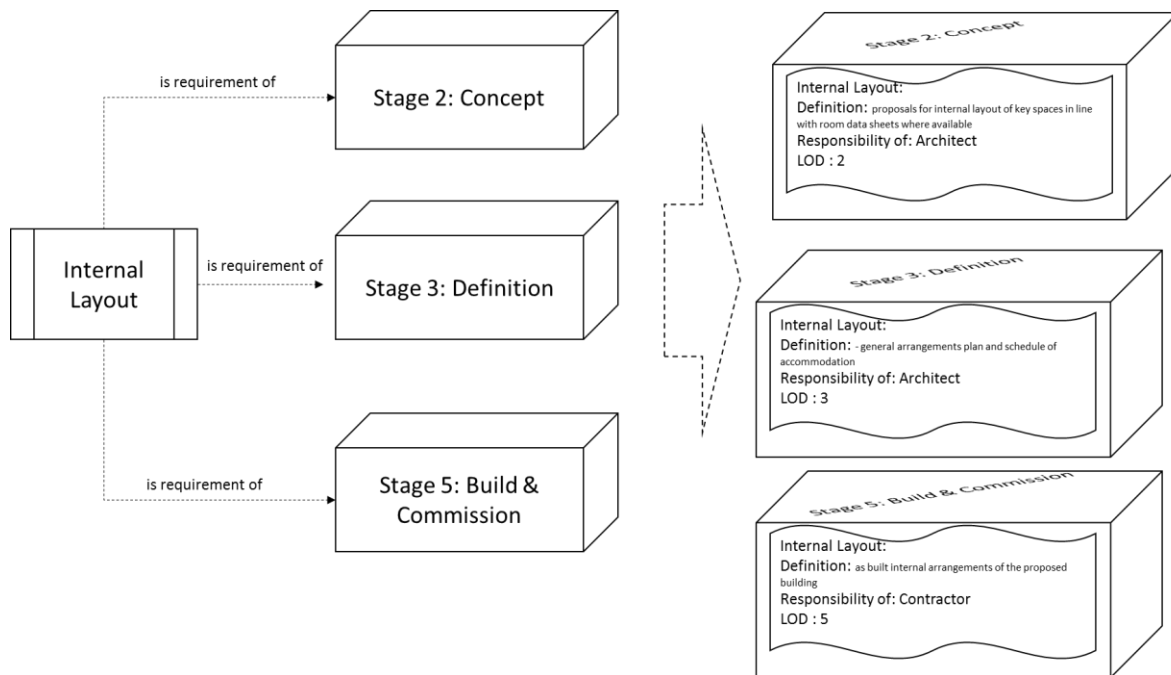 is requirement of
Stage 2: Concept
Internal
Layout
is requirement of
Stage 3: Definition
is requirement of
Stage 5: Build &
Commission
Stage 2: Concept
Internal Layout:
Definition: proposals for internal layout of key spaces in line
with room data sheets where available
Responsibility of: Architect
LOD : 2
Stage 3: Definition
Internal Layout:
Definition: - general arrangements plan and schedule of
accommodation
Responsibility of: Architect
LOD : 3
Stage 5: Build & Commission
Internal Layout:
Definition: as built internal arrangements of the proposed
building
Responsibility of: Contractor
LOD : 5